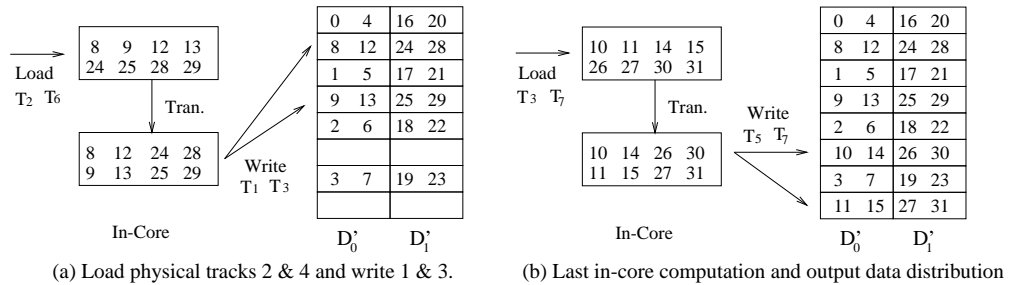 8 9 12 13
24 25 28 29
Load
T2 T6
Tran.
8 12 24 28
9 13 25 29
Write
T1 T3
In-Core
0 4 16 20
8 12 24 28
1 5 17 21
9 13 25 29
2 6 18 22
3 7 19 23
D0' D1'
(a) Load physical tracks 2 & 4 and write 1 & 3.
10 11 14 15
26 27 30 31
Load
T3 T7
Tran.
10 14 26 30
11 15 27 31
Write
T5 T7
In-Core
0 4 16 20
8 12 24 28
1 5 17 21
9 13 25 29
2 6 18 22
10 14 26 30
3 7 19 23
11 15 27 31
D0' D1'
(b) Last in-core computation and output data distribution